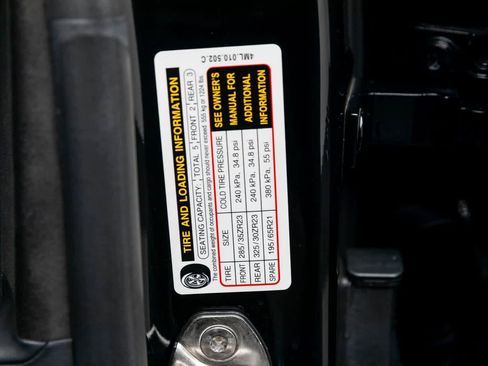 4ML.010.502.C
TIRE AND LOADING INFORMATION
SEATING CAPACITY: TOTAL 5, FRONT 2, REAR 3
The combined weight of occupants and cargo should never exceed 555 kg or 1224 lbs.
TIRE SIZE COLD TIRE PRESSURE
FRONT 285/35ZR23 240 kPa, 34.8 psi
REAR 325/30ZR23 240 kPa, 34.8 psi
SPARE 195/65R21 380 kPa, 55 psi
SEE OWNER'S
MANUAL FOR
ADDITIONAL
INFORMATION